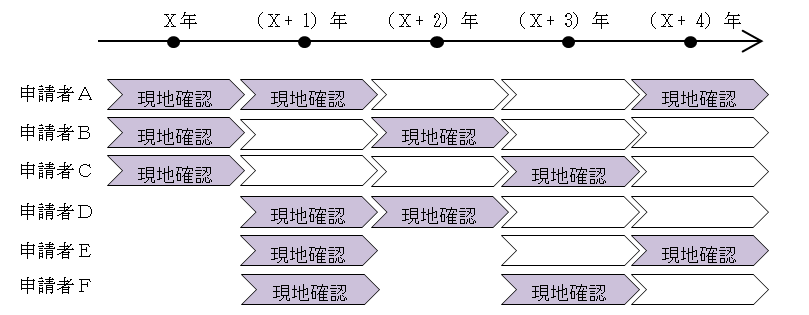 X年 (X+1)年 (X+2)年 (X+3)年 (X+4)年
申請者A 現地確認 現地確認 現地確認
申請者B 現地確認 現地確認
申請者C 現地確認 現地確認
申請者D 現地確認 現地確認
申請者E 現地確認 現地確認
申請者F 現地確認 現地確認